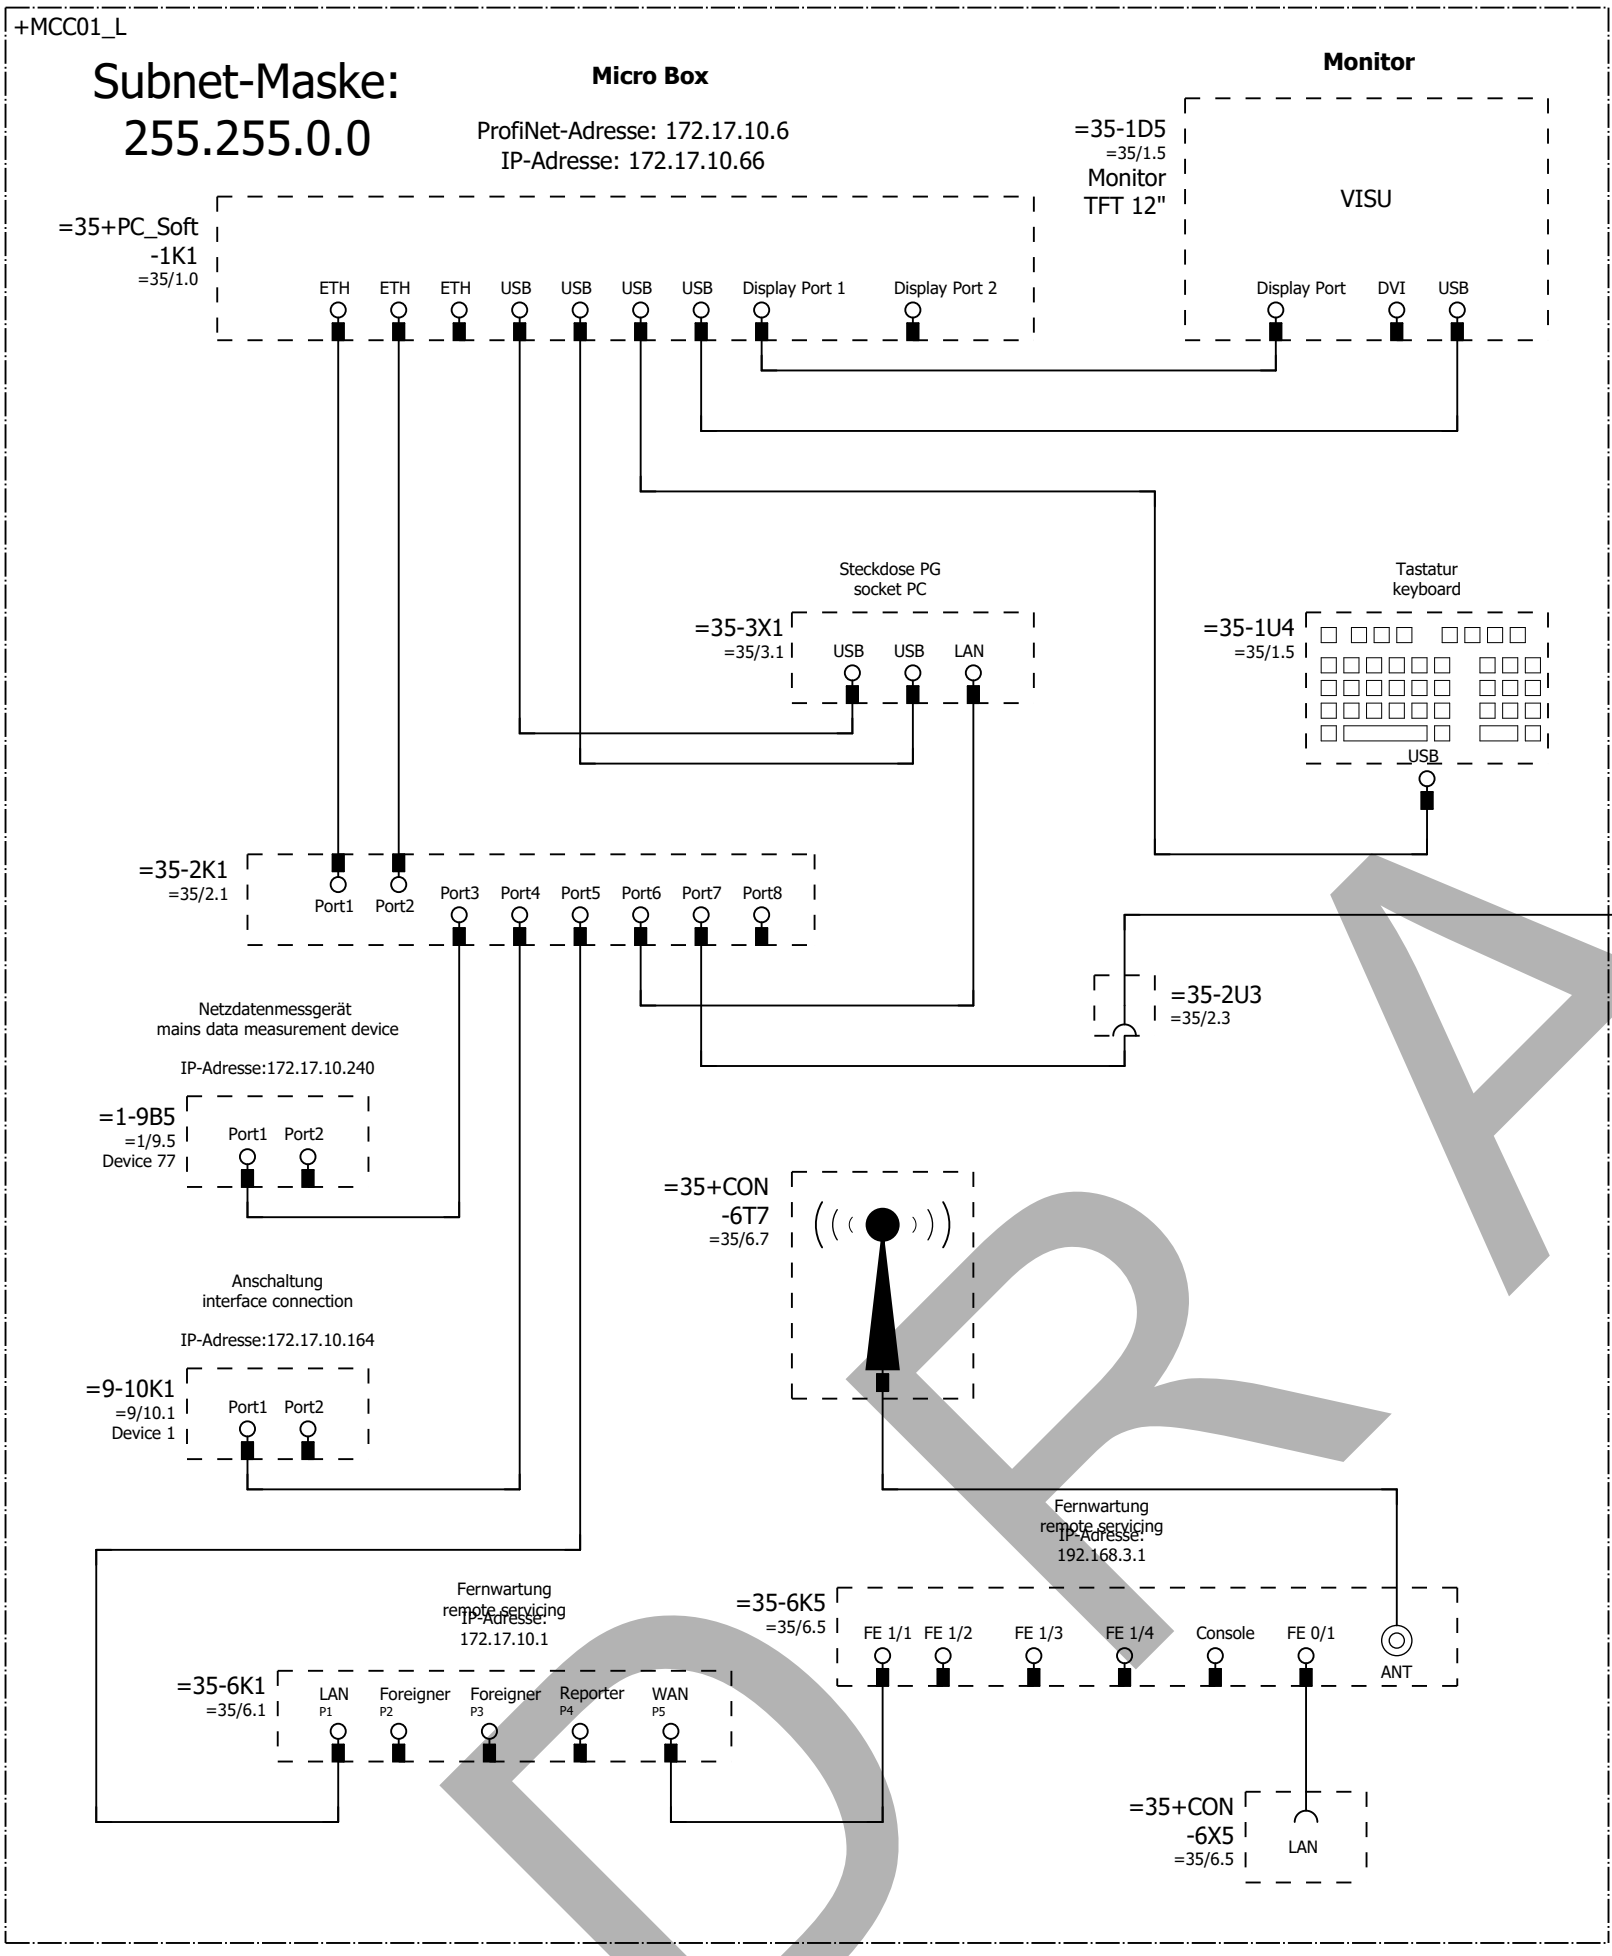 +MCC01_L
Subnet-Maske:
255.255.0.0
Micro Box
ProfiNet-Adresse: 172.17.10.6
IP-Adresse: 172.17.10.66
Monitor
=35-1D5
=35/1.5
Monitor
TFT 12"
VISU
Display Port
DVI
USB
=35+PC_Soft
-1K1
=35/1.0
ETH
ETH
ETH
USB
USB
USB
USB
Display Port 1
Display Port 2
Steckdose PG
socket PC
=35-3X1
=35/3.1
USB
USB
LAN
Tastatur
keyboard
=35-1U4
=35/1.5
USB
=35-2K1
=35/2.1
Port1
Port2
Port3
Port4
Port5
Port6
Port7
Port8
=35-2U3
=35/2.3
Netzdatenmessgerät
mains data measurement device
IP-Adresse:172.17.10.240
=1-9B5
=1/9.5
Device 77
Port1
Port2
=35+CON
-6T7
=35/6.7
Anschaltung
interface connection
IP-Adresse:172.17.10.164
=9-10K1
=9/10.1
Device 1
Port1
Port2
Fernwartung
remote servicing
IP-Adresse:
192.168.3.1
=35-6K5
=35/6.5
FE 1/1
FE 1/2
FE 1/3
FE 1/4
Console
FE 0/1
ANT
Fernwartung
remote servicing
IP-Adresse:
172.17.10.1
=35-6K1
=35/6.1
LAN
P1
Foreigner
P2
Foreigner
P3
Reporter
P4
WAN
P5
=35+CON
-6X5
=35/6.5
LAN
DRA